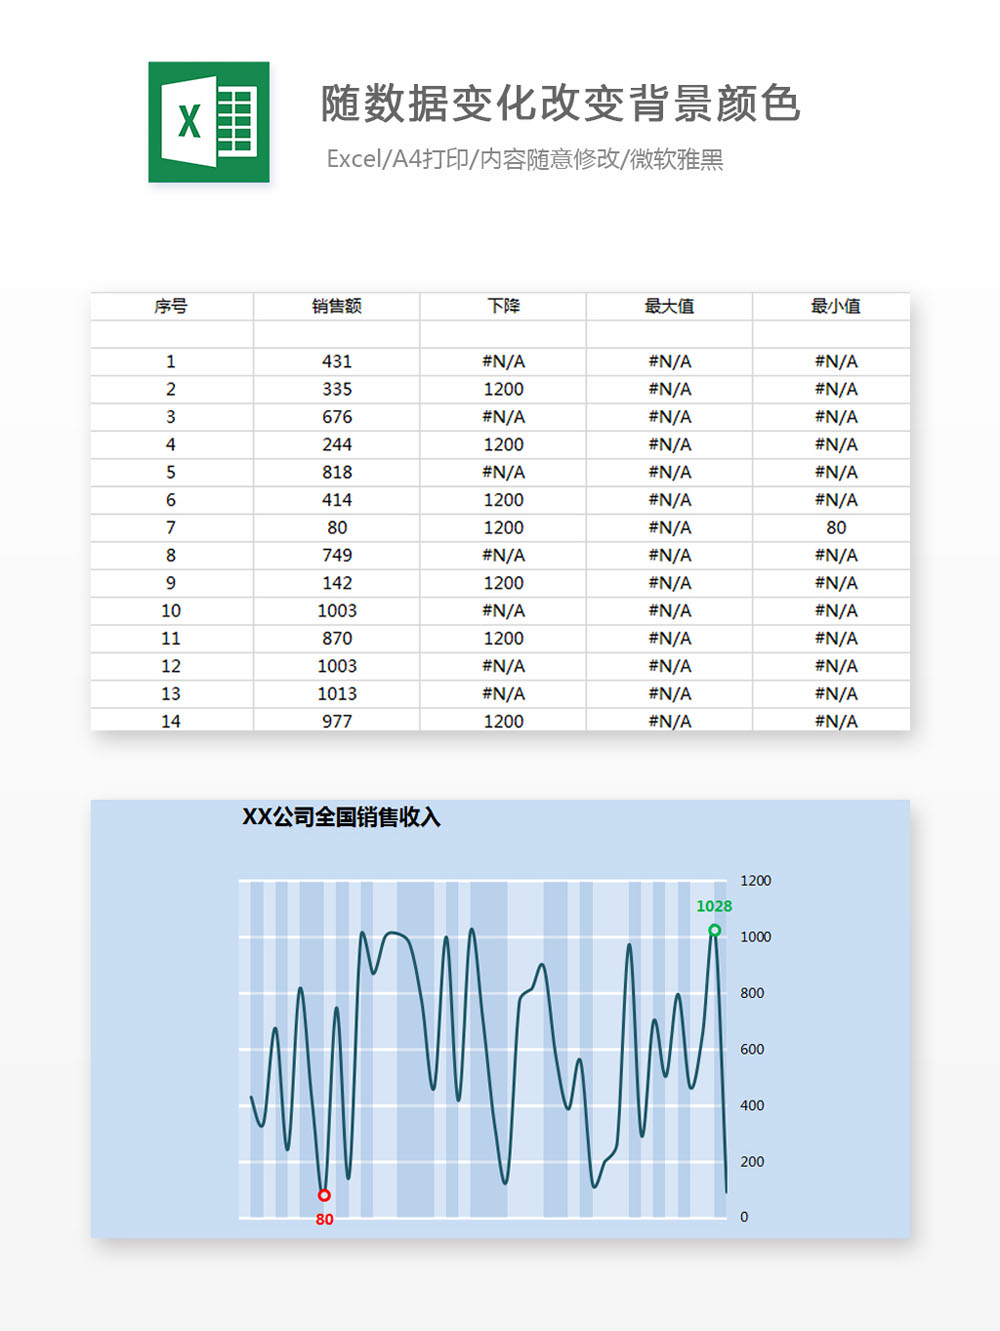 X
随数据变化改变背景颜色
Excel/A4打印/内容随意修改/微软雅黑
序号 销售额 下降 最大值 最小值
1 431 #N/A #N/A #N/A
2 335 1200 #N/A #N/A
3 676 #N/A #N/A #N/A
4 244 1200 #N/A #N/A
5 818 #N/A #N/A #N/A
6 414 1200 #N/A #N/A
7 80 1200 #N/A 80
8 749 #N/A #N/A #N/A
9 142 1200 #N/A #N/A
10 1003 #N/A #N/A #N/A
11 870 1200 #N/A #N/A
12 1003 #N/A #N/A #N/A
13 1013 #N/A #N/A #N/A
14 977 1200 #N/A #N/A
XX公司全国销售收入
1200
1028
1000
800
600
400
200
0
80